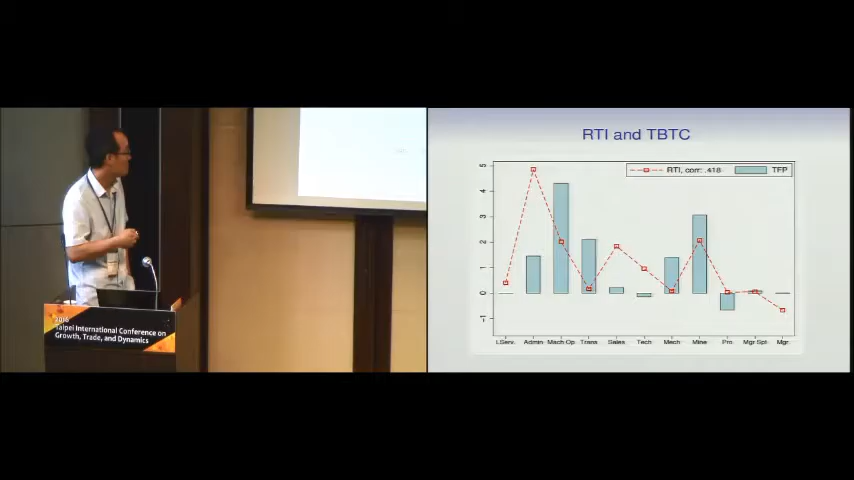 2016
Taipei International Conference on
Growth, Trade, and Dynamics
RTI and TBTC
RTI, corr: .418
TFP
5
4
3
2
1
0
-1
LServ.
Admin
Mach Op.
Trans
Sales
Tech
Mech
Mine
Pro
Mgr Spt.
Mgr.